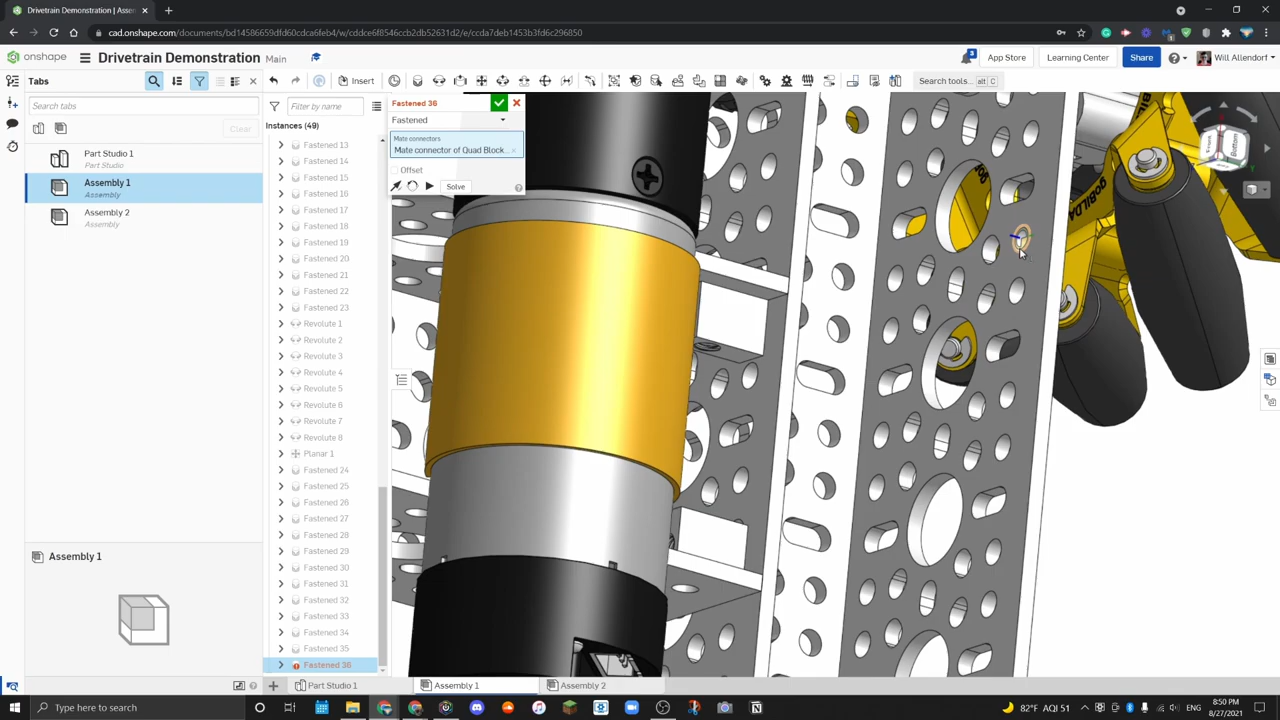 Drivetrain Demonstration | Assem
cad.onshape.com/documents/bd14586659dfd60cdca6fab4/w/cddce6f8546ccb2db52631d2/e/ccda7deb1463f3cae3636c296850
onshape
Drivetrain Demonstration Main
3
App Store
Learning Center
Share
Will Allendorf
Tabs
Insert
Search tools... alt c
Search tabs
Clear
Part Studio 1
Part Studio
Assembly 1
Assembly
Assembly 2
Assembly
Filter by name
Instances (49)
Fastened 13
Fastened 14
Fastened 15
Fastened 16
Fastened 17
Fastened 18
Fastened 19
Fastened 20
Fastened 21
Fastened 22
Fastened 23
Revolute 1
Revolute 2
Revolute 3
Revolute 4
Revolute 5
Revolute 6
Revolute 7
Revolute 8
Planar 1
Fastened 24
Fastened 25
Fastened 26
Fastened 27
Fastened 28
Fastened 29
Fastened 30
Fastened 31
Fastened 32
Fastened 33
Fastened 34
Fastened 35
Fastened 36
Fastened 36
Fastened
Mate connectors
Mate connector of Quad Block...
Offset
Solve
Front
Bottom
goBILDA
Assembly 1
Part Studio 1
Assembly 1
Assembly 2
Type here to search
82°F AQI 51
8:50 PM
8/27/2021